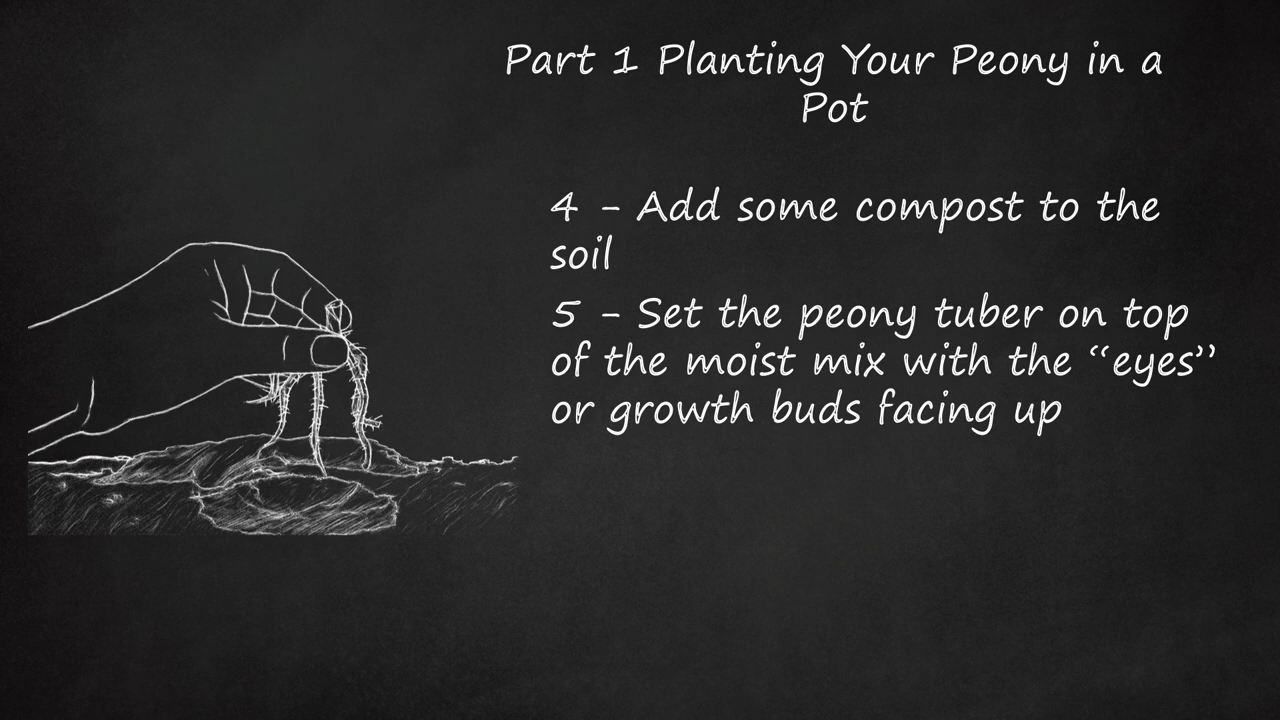 Part 1 Planting Your Peony in a
Pot
4 - Add some compost to the
soil
5 - Set the peony tuber on top
of the moist mix with the “eyes”
or growth buds facing up